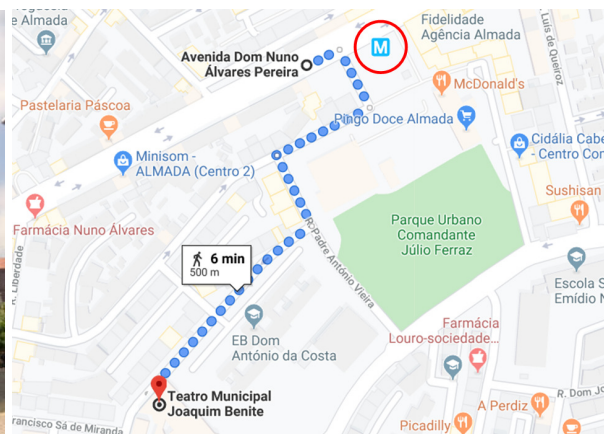 e Almada
Fidelidade
Agência Almada
Luís de Queiroz
M
Avenida Dom Nuno
Álvares Pereira
McDonald's
Pastelaria Páscoa
Pingo Doce Almada
Cidália Cabe
- Centro Com
Minisom -
ALMADA (Centro 2)
Sushisan
Farmácia Nuno Álvares
Parque Urbano
Comandante
Júlio Ferraz
R. Padre António Vieira
R. Liberdade
6 min
500 m
Escola S
Emídio N
EB Dom
António da Costa
Farmácia
Louro-sociedade...
Teatro Municipal
Joaquim Benite
R. Dom Jo
A Perdiz
Picadilly
rancisco Sá de Miranda